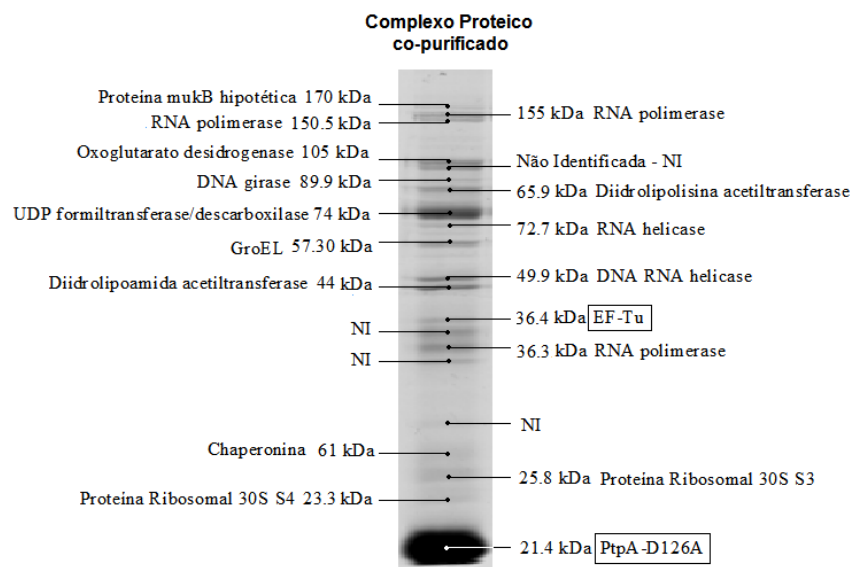 Complexo Proteico
co-purificado
Proteína mukB hipotética 170 kDa
155 kDa RNA polimerase
RNA polimerase 150.5 kDa
Oxoglutarato desidrogenase 105 kDa
Não Identificada - NI
DNA girase 89.9 kDa
65.9 kDa Diidrolipolisina acetiltransferase
UDP formiltransferase/descarboxilase 74 kDa
72.7 kDa RNA helicase
GroEL 57.30 kDa
49.9 kDa DNA RNA helicase
Diidrolipoamida acetiltransferase 44 kDa
36.4 kDa EF-Tu
NI
36.3 kDa RNA polimerase
NI
NI
Chaperonina 61 kDa
25.8 kDa Proteína Ribosomal 30S S3
Proteína Ribosomal 30S S4 23.3 kDa
21.4 kDa PtpA-D126A